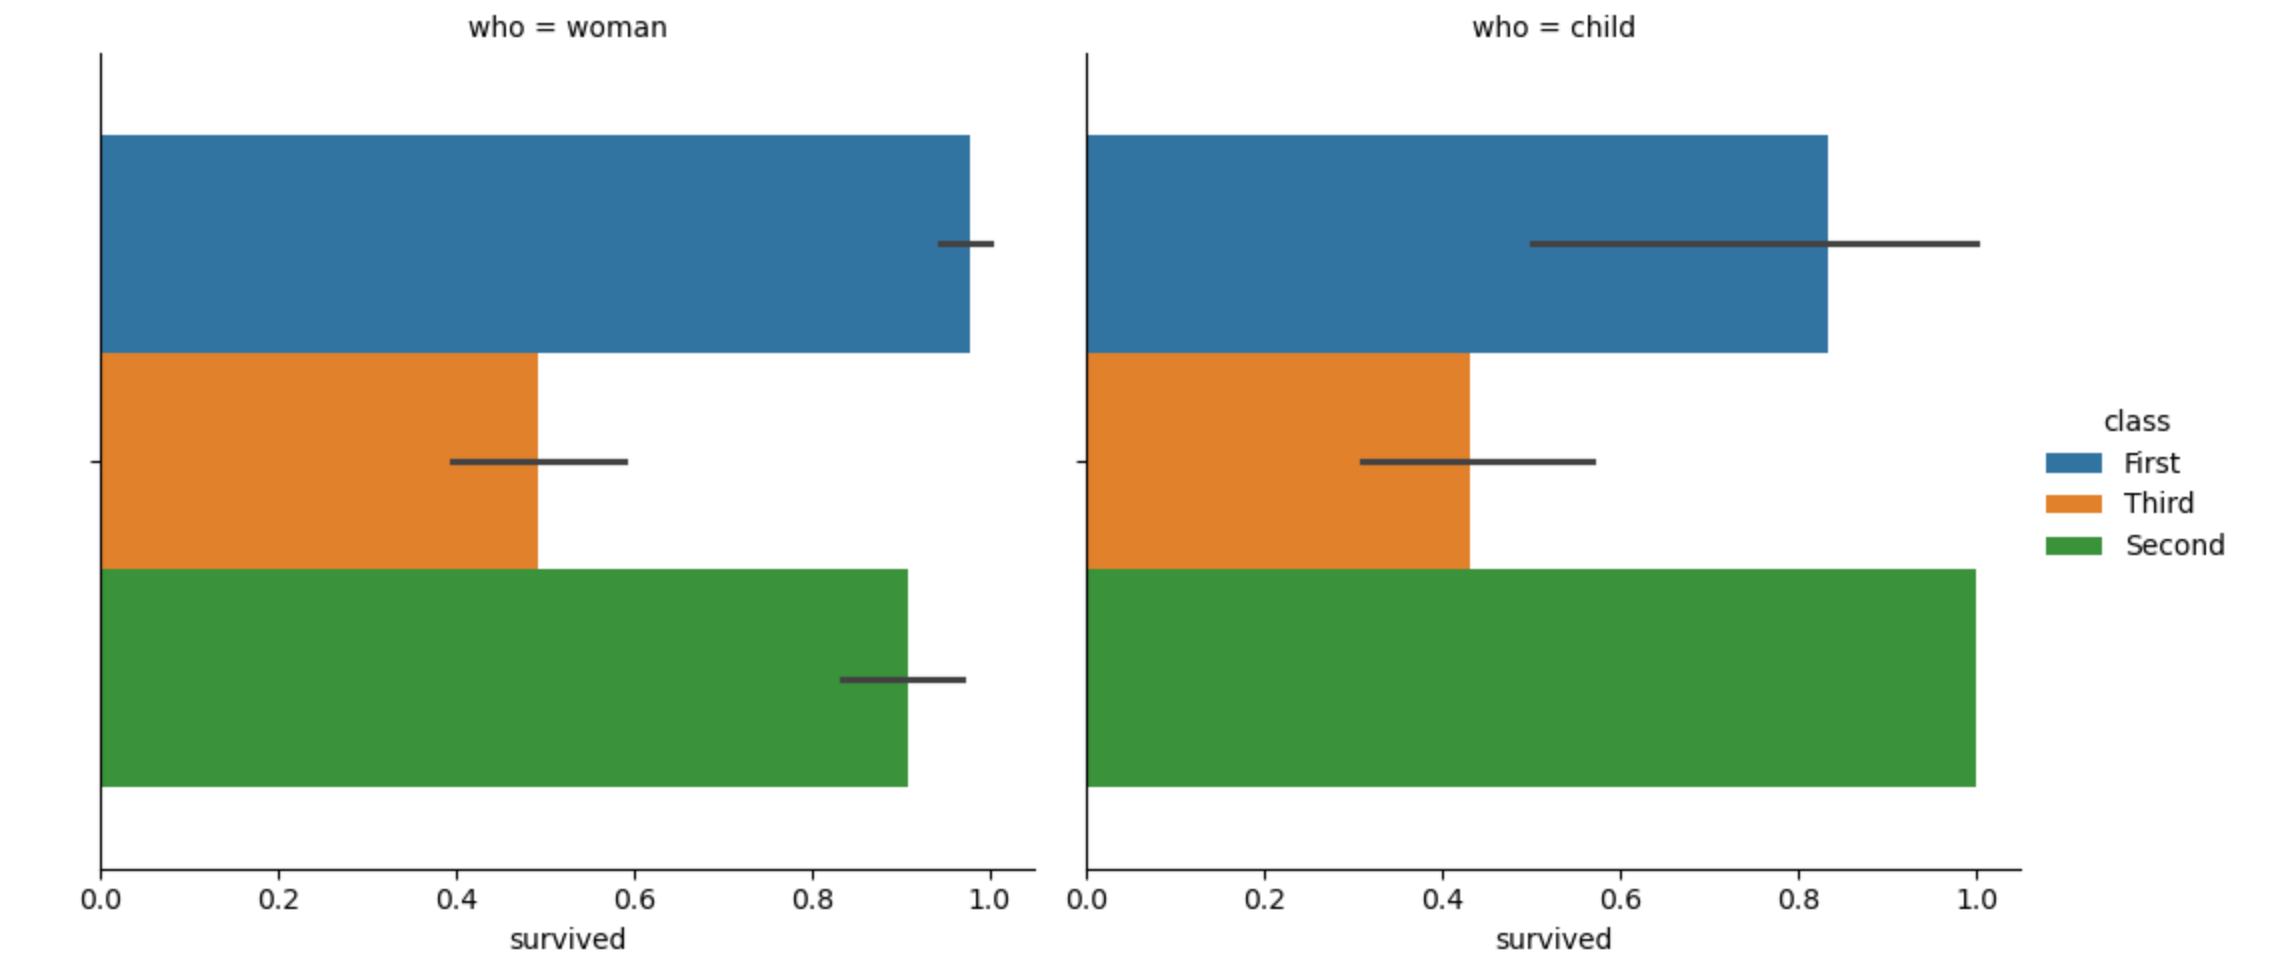 who = woman
who = child
class
First
Third
Second
0.0 0.2 0.4 0.6 0.8 1.0
0.0 0.2 0.4 0.6 0.8 1.0
survived
survived